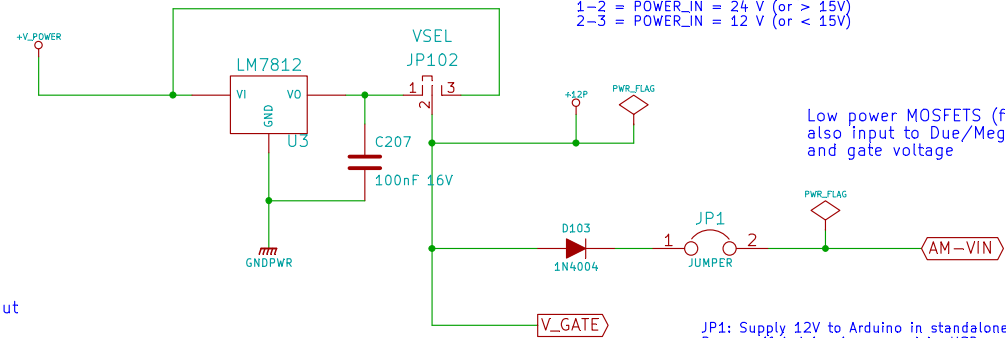 1-2 = POWER_IN = 24 V (or > 15V)
2-3 = POWER_IN = 12 V (or < 15V)
+V_POWER
VSEL
JP102
LM7812
VI
VO
GND
U3
1
3
2
+12P
PWR_FLAG
Low power MOSFETS (f
also input to Due/Meg
and gate voltage
C207
100nF 16V
GNDPWR
PWR_FLAG
D103
1N4004
JP1
1
2
JUMPER
AM-VIN
V_GATE
ut
JP1: Supply 12V to Arduino in standalone